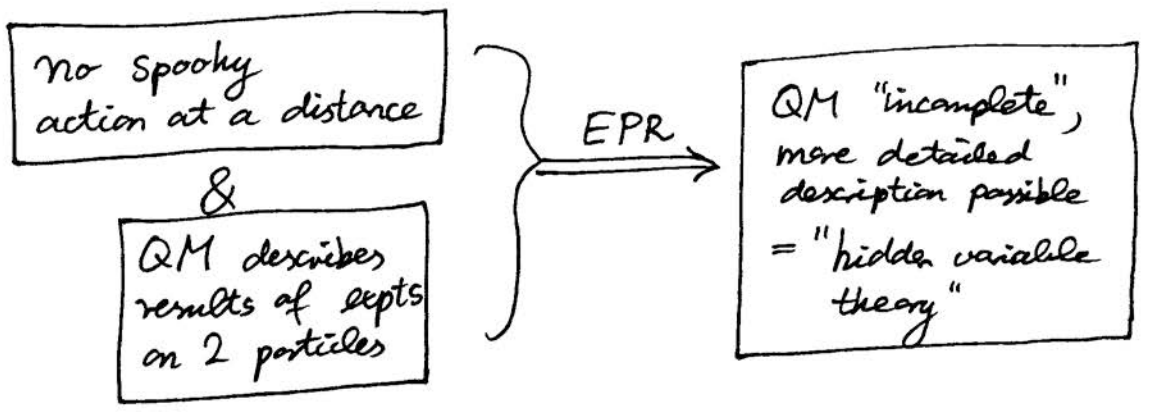 no spooky
action at a distance
&
QM describes
results of expts
on 2 particles
EPR
QM "incomplete",
more detailed
description possible
= "hidden variable
theory"